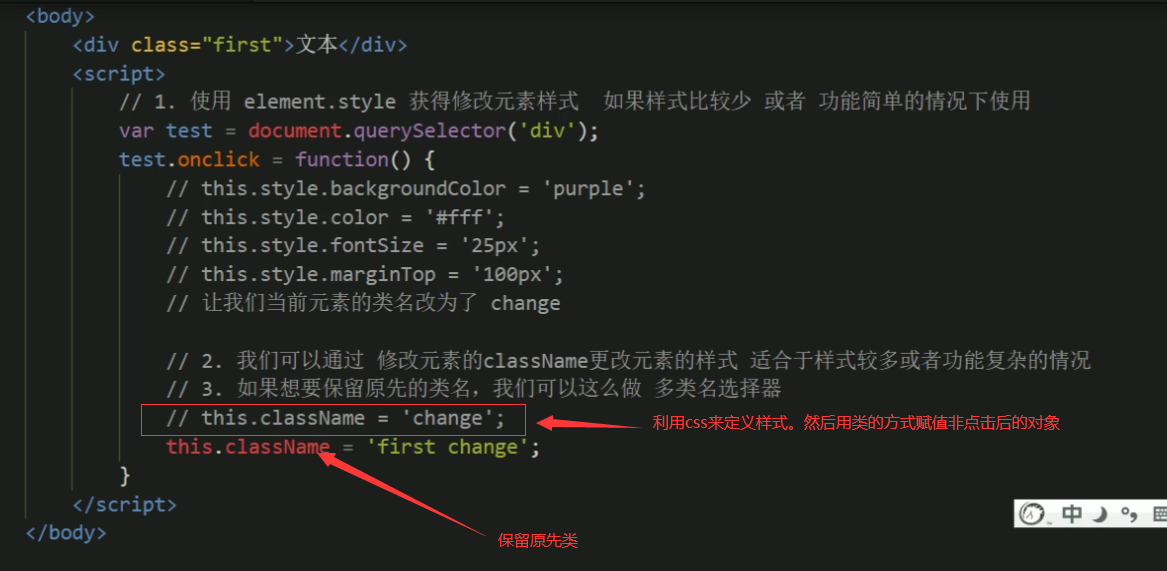 <body>
<div class="first">文本</div>
<script>
// 1. 使用 element.style 获得修改元素样式  如果样式比较少 或者 功能简单的情况下使用
var test = document.querySelector('div');
test.onclick = function() {
// this.style.backgroundColor = 'purple';
// this.style.color = '#fff';
// this.style.fontSize = '25px';
// this.style.marginTop = '100px';
// 让我们当前元素的类名改为了 change
// 2. 我们可以通过 修改元素的className更改元素的样式 适合于样式较多或者功能复杂的情况
// 3. 如果想要保留原先的类名，我们可以这么做 多类名选择器
// this.className = 'change';
利用css来定义样式。然后用类的方式赋值非点击后的对象
this.className = 'first change';
}
</script>
中
</body>
保留原先类